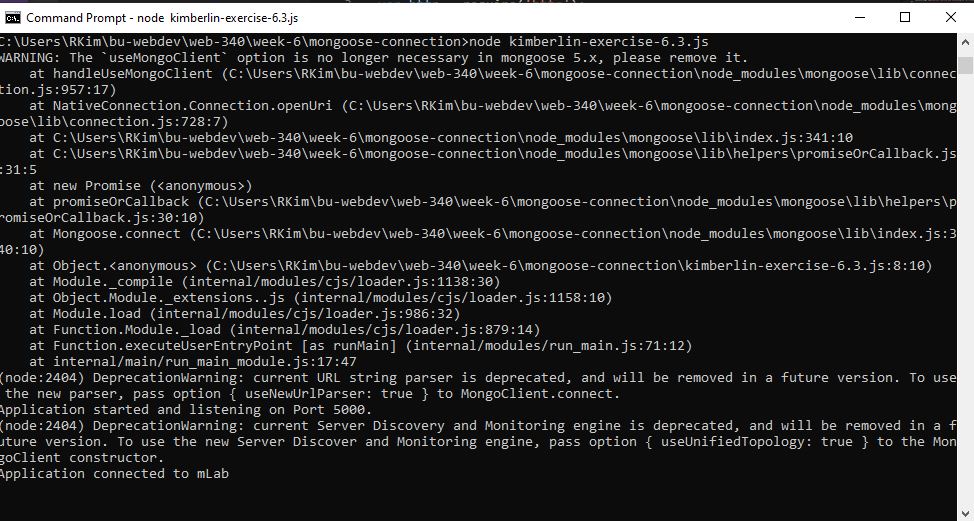 Command Prompt - node kimberlin-exercise-6.3.js
C:\Users\RKim\bu-webdev\web-340\week-6\mongoose-connection>node kimberlin-exercise-6.3.js
WARNING: The `useMongoClient` option is no longer necessary in mongoose 5.x, please remove it.
    at handleUseMongoClient (C:\Users\RKim\bu-webdev\web-340\week-6\mongoose-connection\node_modules\mongoose\lib\connec
tion.js:957:17)
    at NativeConnection.Connection.openUri (C:\Users\RKim\bu-webdev\web-340\week-6\mongoose-connection\node_modules\mong
oose\lib\connection.js:728:7)
    at C:\Users\RKim\bu-webdev\web-340\week-6\mongoose-connection\node_modules\mongoose\lib\index.js:341:10
    at C:\Users\RKim\bu-webdev\web-340\week-6\mongoose-connection\node_modules\mongoose\lib\helpers\promiseOrCallback.js
:31:5
    at new Promise (<anonymous>)
    at promiseOrCallback (C:\Users\RKim\bu-webdev\web-340\week-6\mongoose-connection\node_modules\mongoose\lib\helpers\p
romiseOrCallback.js:30:10)
    at Mongoose.connect (C:\Users\RKim\bu-webdev\web-340\week-6\mongoose-connection\node_modules\mongoose\lib\index.js:3
40:10)
    at Object.<anonymous> (C:\Users\RKim\bu-webdev\web-340\week-6\mongoose-connection\kimberlin-exercise-6.3.js:8:10)
    at Module._compile (internal/modules/cjs/loader.js:1138:30)
    at Object.Module._extensions..js (internal/modules/cjs/loader.js:1158:10)
    at Module.load (internal/modules/cjs/loader.js:986:32)
    at Function.Module._load (internal/modules/cjs/loader.js:879:14)
    at Function.executeUserEntryPoint [as runMain] (internal/modules/run_main.js:71:12)
    at internal/main/run_main_module.js:17:47
(node:2404) DeprecationWarning: current URL string parser is deprecated, and will be removed in a future version. To use
 the new parser, pass option { useNewUrlParser: true } to MongoClient.connect.
Application started and listening on Port 5000.
(node:2404) DeprecationWarning: current Server Discovery and Monitoring engine is deprecated, and will be removed in a f
uture version. To use the new Server Discover and Monitoring engine, pass option { useUnifiedTopology: true } to the Mon
goClient constructor.
Application connected to mLab